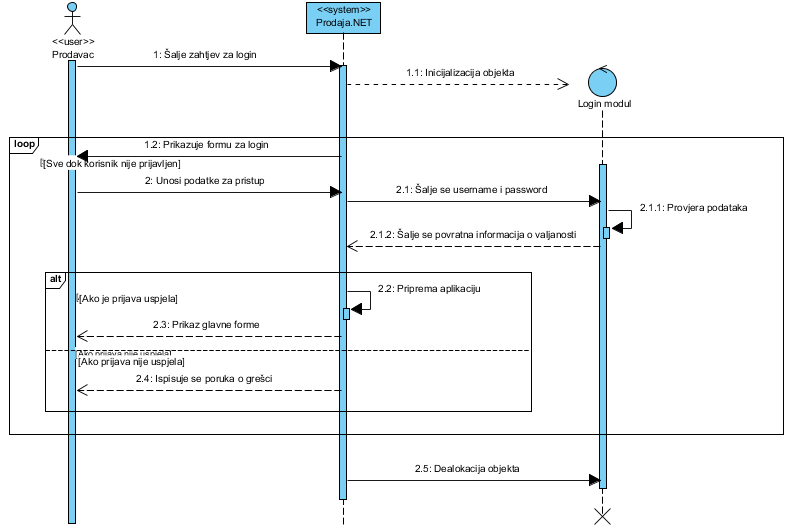 <<system>>
Prodaja.NET
<<user>>
Prodavac
1: Šalje zahtjev za login
1.1: Inicijalizacija objekta
Login modul
loop
1.2: Prikazuje formu za login
[Sve dok korisnik nije prijavljen]
2: Unosi podatke za pristup
2.1: Šalje se username i password
2.1.1: Provjera podataka
2.1.2: Šalje se povratna informacija o valjanosti
alt
2.2: Priprema aplikaciju
[Ako je prijava uspjela]
2.3: Prikaz glavne forme
[Ako prijava nije uspjela]
[Ako prijava nije uspjela]
2.4: Ispisuje se poruka o grešci
2.5: Dealokacija objekta